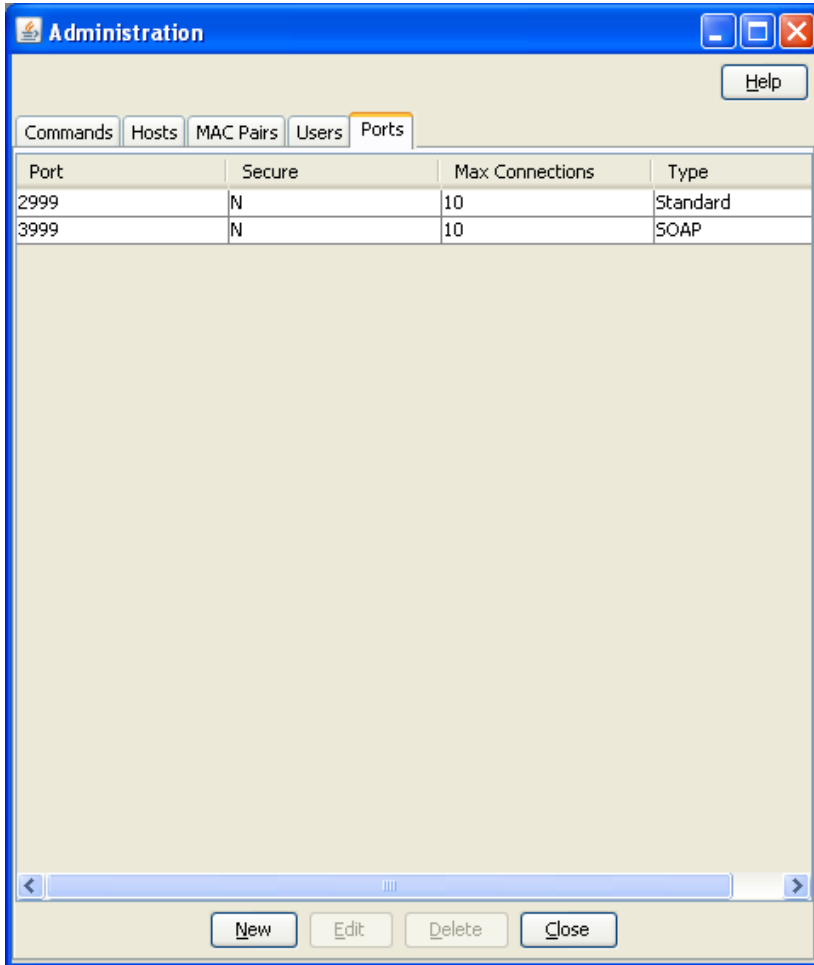 Administration
Help
Commands Hosts MAC Pairs Users Ports
Port Secure Max Connections Type
2999 N 10 Standard
3999 N 10 SOAP
New Edit Delete Close